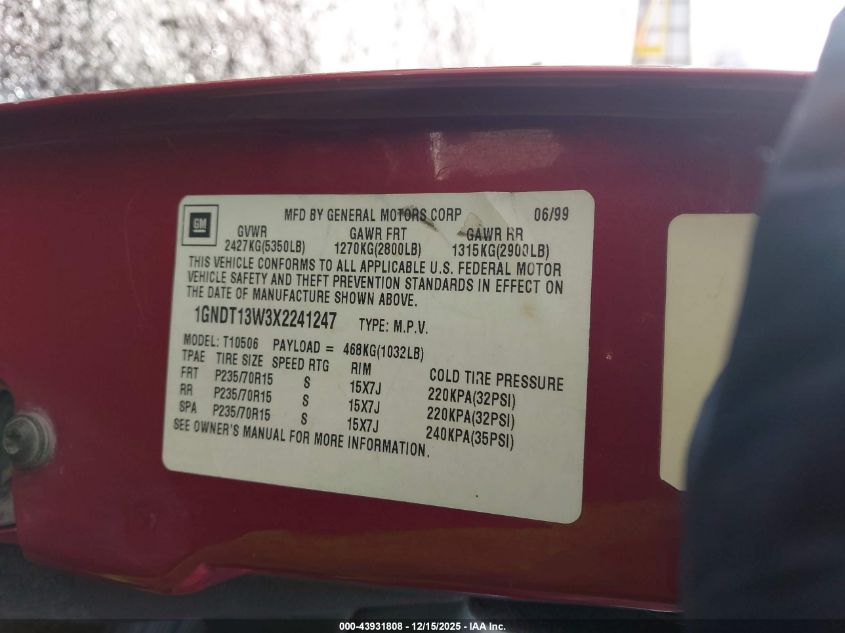 GM
MFD BY GENERAL MOTORS CORP 06/99
GVWR GAWR FRT GAWR RR
2427KG(5350LB) 1270KG(2800LB) 1315KG(2900LB)
THIS VEHICLE CONFORMS TO ALL APPLICABLE U.S. FEDERAL MOTOR
VEHICLE SAFETY AND THEFT PREVENTION STANDARDS IN EFFECT ON
THE DATE OF MANUFACTURE SHOWN ABOVE.
1GNDT13W3X2241247 TYPE: M.P.V.
MODEL: T10506 PAYLOAD = 468KG(1032LB)
TPAE TIRE SIZE SPEED RTG RIM COLD TIRE PRESSURE
FRT P235/70R15 S 15X7J 220KPA(32PSI)
RR P235/70R15 S 15X7J 220KPA(32PSI)
SPA P235/70R15 S 15X7J 240KPA(35PSI)
SEE OWNER'S MANUAL FOR MORE INFORMATION.
000-43931808 - 12/15/2025 - IAA Inc.